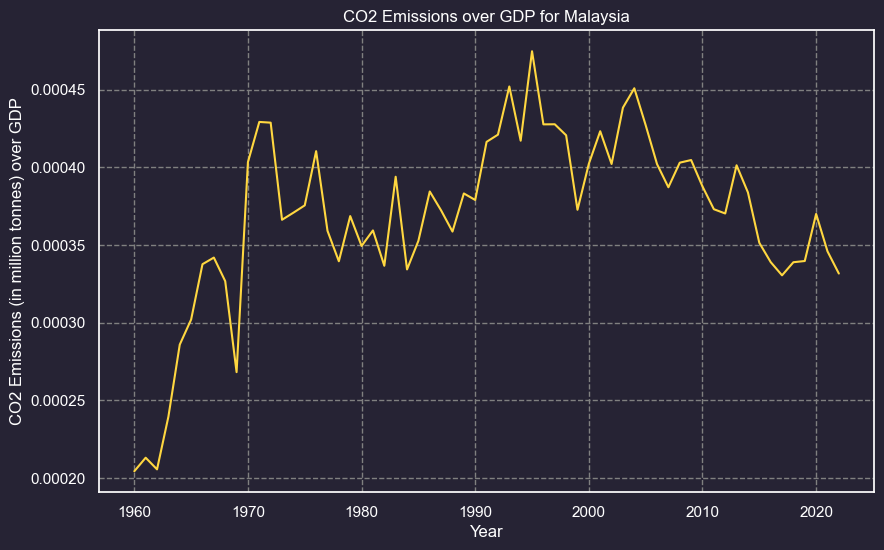 CO2 Emissions over GDP for Malaysia
CO2 Emissions (in million tonnes) over GDP
0.00045
0.00040
0.00035
0.00030
0.00025
0.00020
1960 1970 1980 1990 2000 2010 2020
Year